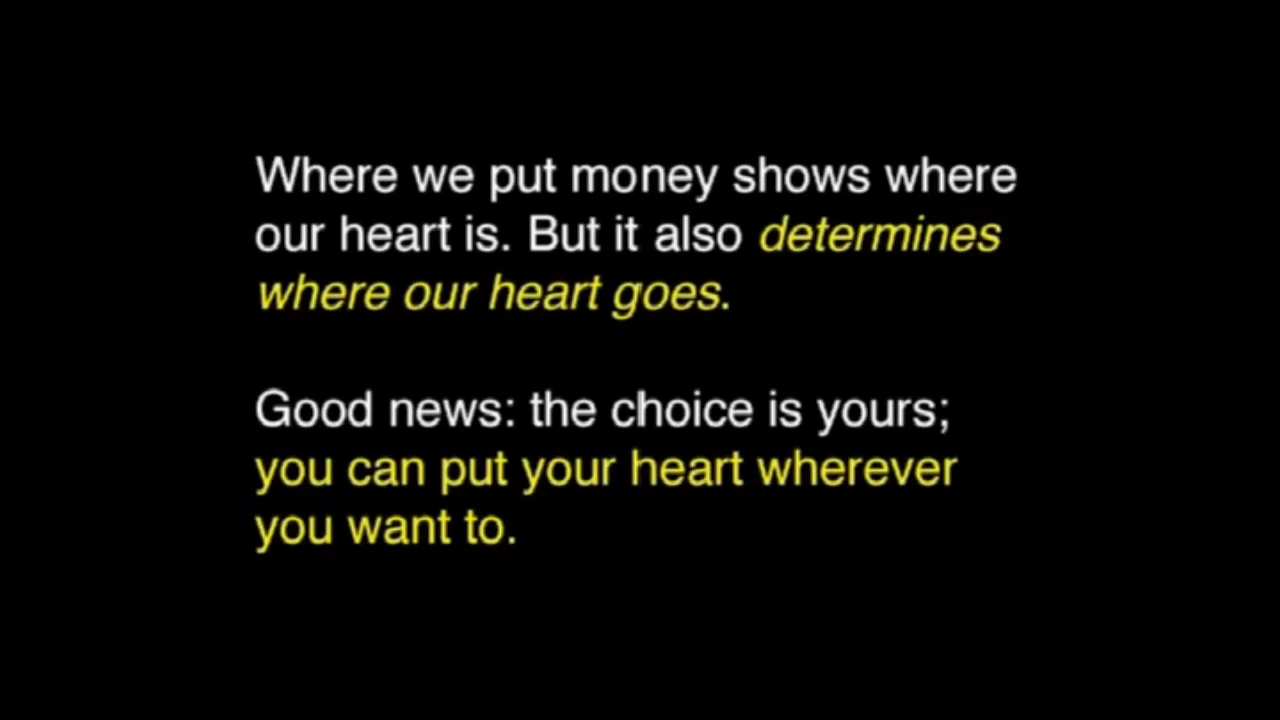 Where we put money shows where
our heart is. But it also determines
where our heart goes.
Good news: the choice is yours;
you can put your heart wherever
you want to.